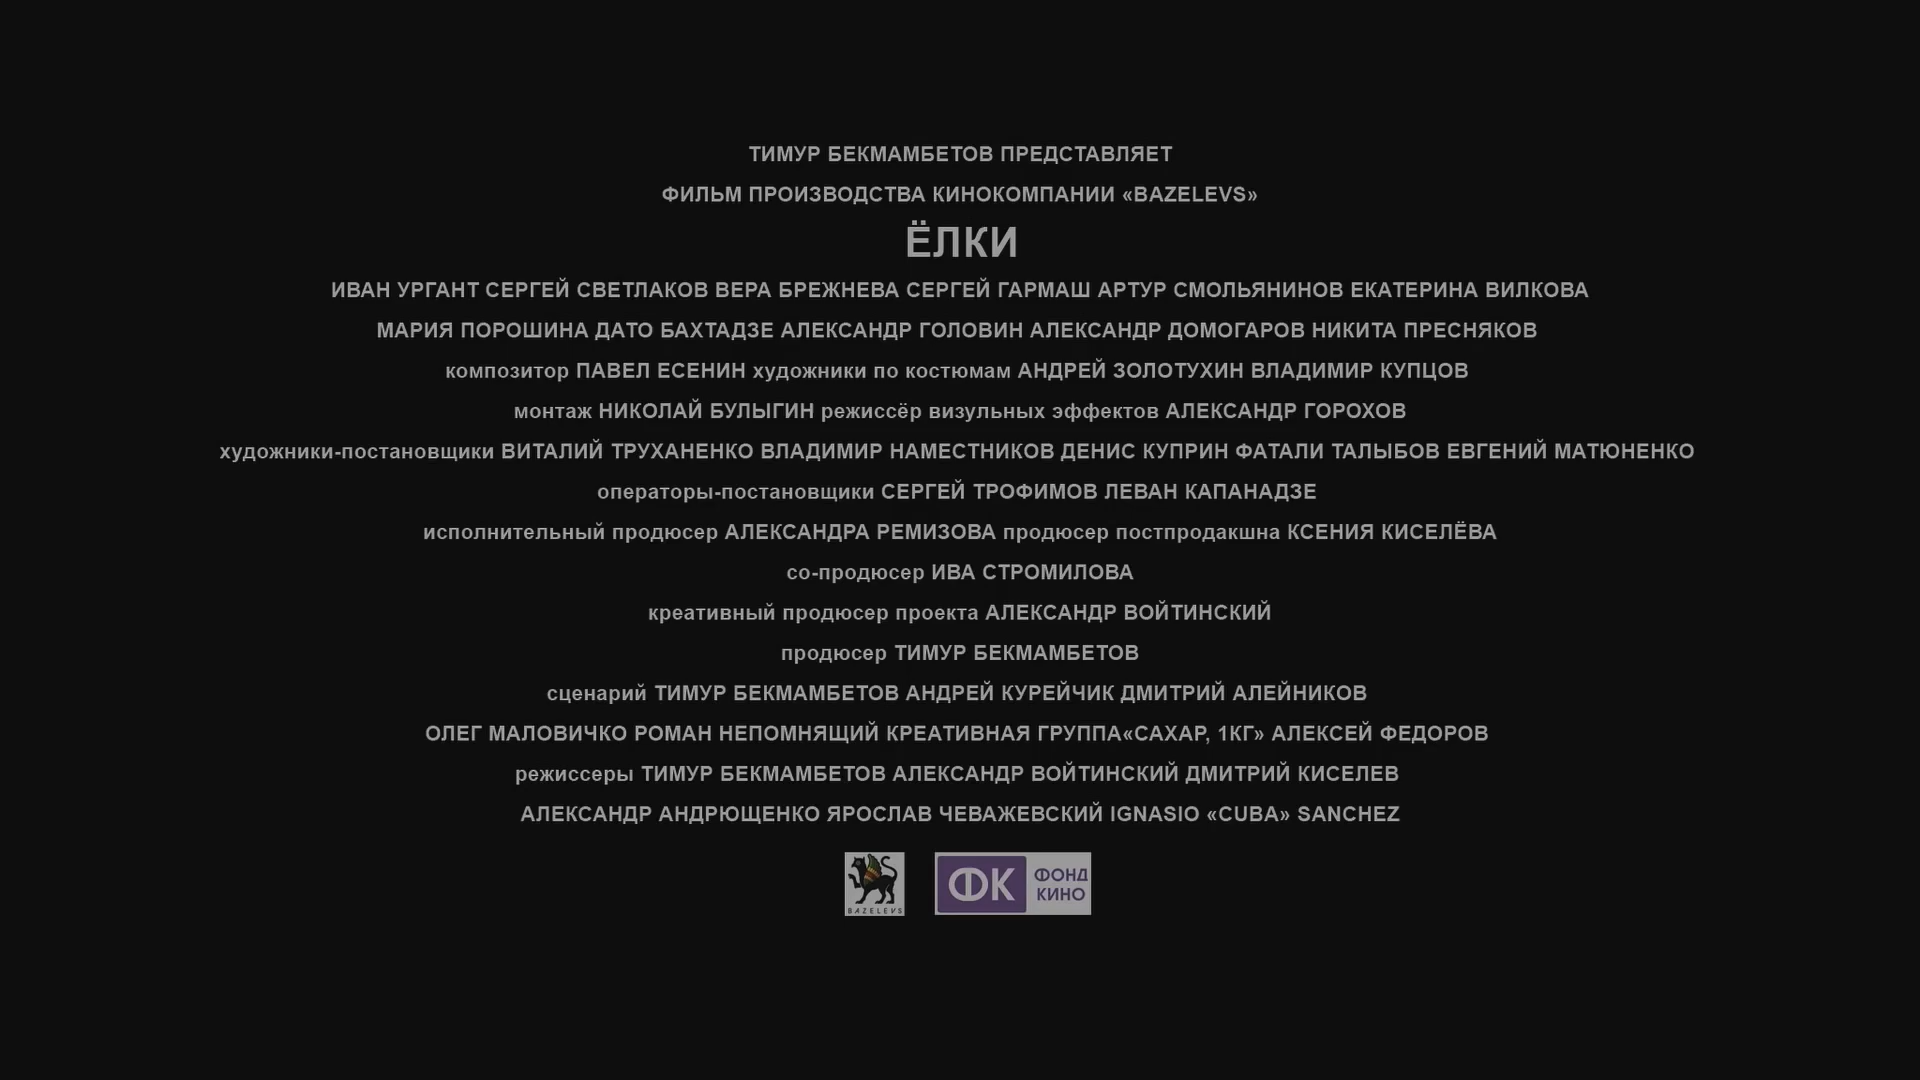 ТИМУР БЕКМАМБЕТОВ ПРЕДСТАВЛЯЕТ
ФИЛЬМ ПРОИЗВОДСТВА КИНОКОМПАНИИ «BAZELEVS»
ЁЛКИ
ИВАН УРГАНТ СЕРГЕЙ СВЕТЛАКОВ ВЕРА БРЕЖНЕВА СЕРГЕЙ ГАРМАШ АРТУР СМОЛЬЯНИНОВ ЕКАТЕРИНА ВИЛКОВА
МАРИЯ ПОРОШИНА ДАТО БАХТАДЗЕ АЛЕКСАНДР ГОЛОВИН АЛЕКСАНДР ДОМОГАРОВ НИКИТА ПРЕСНЯКОВ
композитор ПАВЕЛ ЕСЕНИН художники по костюмам АНДРЕЙ ЗОЛОТУХИН ВЛАДИМИР КУПЦОВ
монтаж НИКОЛАЙ БУЛЫГИН режиссёр визульных эффектов АЛЕКСАНДР ГОРОХОВ
художники-постановщики ВИТАЛИЙ ТРУХАНЕНКО ВЛАДИМИР НАМЕСТНИКОВ ДЕНИС КУПРИН ФАТАЛИ ТАЛЫБОВ ЕВГЕНИЙ МАТЮНЕНКО
операторы-постановщики СЕРГЕЙ ТРОФИМОВ ЛЕВАН КАПАНАДЗЕ
исполнительный продюсер АЛЕКСАНДРА РЕМИЗОВА продюсер постпродакшна КСЕНИЯ КИСЕЛЁВА
со-продюсер ИВА СТРОМИЛОВА
креативный продюсер проекта АЛЕКСАНДР ВОЙТИНСКИЙ
продюсер ТИМУР БЕКМАМБЕТОВ
сценарий ТИМУР БЕКМАМБЕТОВ АНДРЕЙ КУРЕЙЧИК ДМИТРИЙ АЛЕЙНИКОВ
ОЛЕГ МАЛОВИЧКО РОМАН НЕПОМНЯЩИЙ КРЕАТИВНАЯ ГРУППА«САХАР, 1КГ» АЛЕКСЕЙ ФЕДОРОВ
режиссеры ТИМУР БЕКМАМБЕТОВ АЛЕКСАНДР ВОЙТИНСКИЙ ДМИТРИЙ КИСЕЛЕВ
АЛЕКСАНДР АНДРЮЩЕНКО ЯРОСЛАВ ЧЕВАЖЕВСКИЙ IGNASIO «CUBA» SANCHEZ
BAZELEVS
ФК ФОНД
КИНО